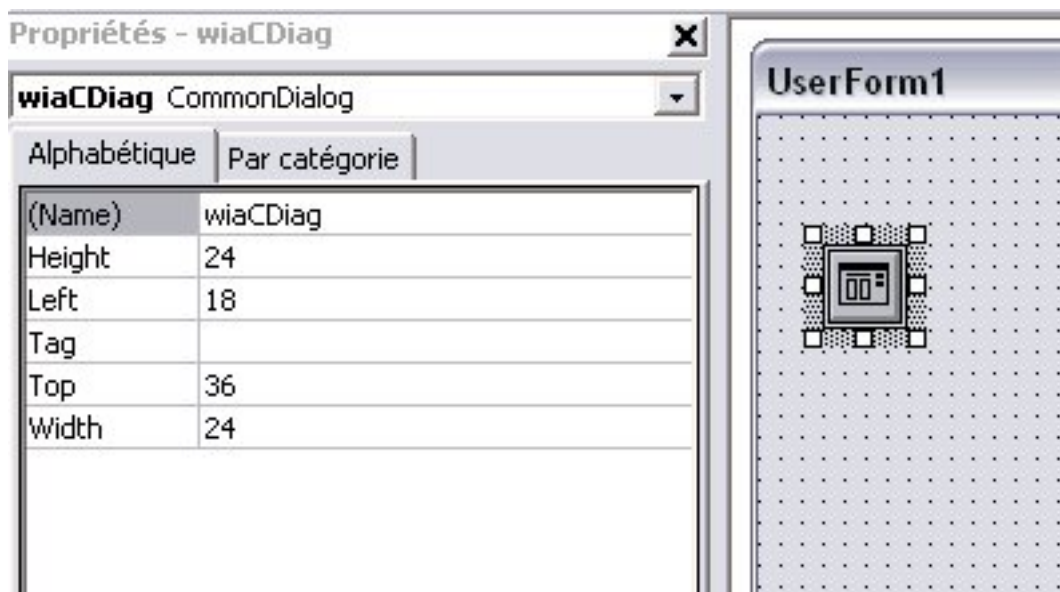 Propriétés - wiaCDiag
wiaCDiag CommonDialog
Alphabétique Par catégorie
(Name) wiaCDiag
Height 24
Left 18
Tag
Top 36
Width 24
UserForm1